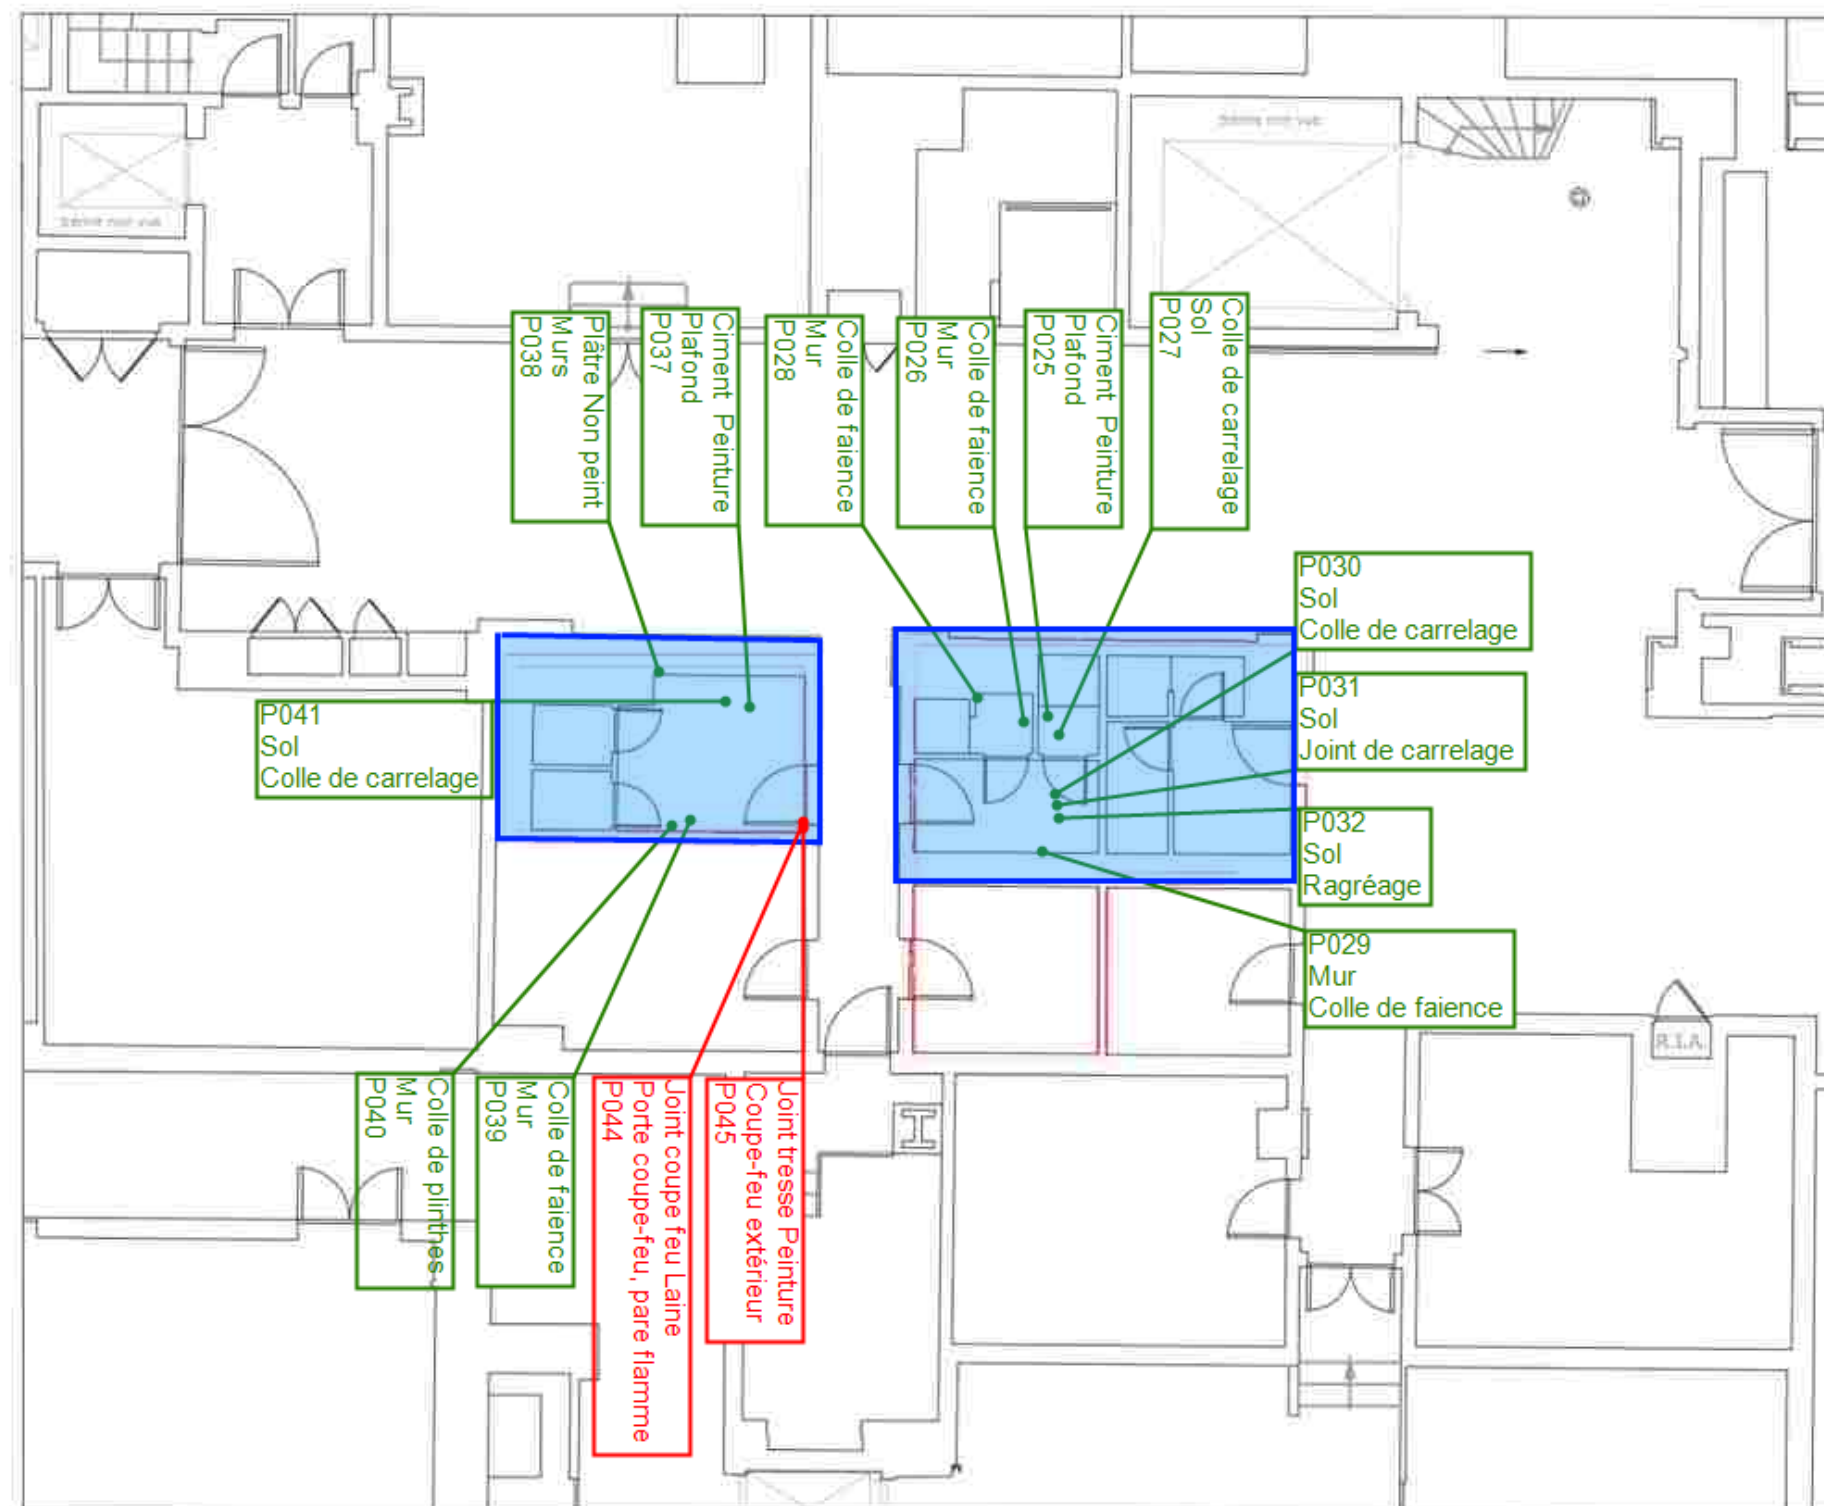 Plâtre Non peint
Murs
P038
Ciment Peinture
Plafond
P037
Colle de faience
Mur
P028
Colle de faience
Mur
P026
Ciment Peinture
Plafond
P025
Colle de carrelage
Sol
P027
P030
Sol
Colle de carrelage
P031
Sol
Joint de carrelage
P032
Sol
Ragréage
P029
Mur
Colle de faience
P041
Sol
Colle de carrelage
Colle de plinthes
Mur
P040
Colle de faience
Mur
P039
Joint coupe feu Laine
Porte coupe-feu, pare flamme
P044
Joint tresse Peinture
Coupe-feu extérieur
P045
R.I.A.